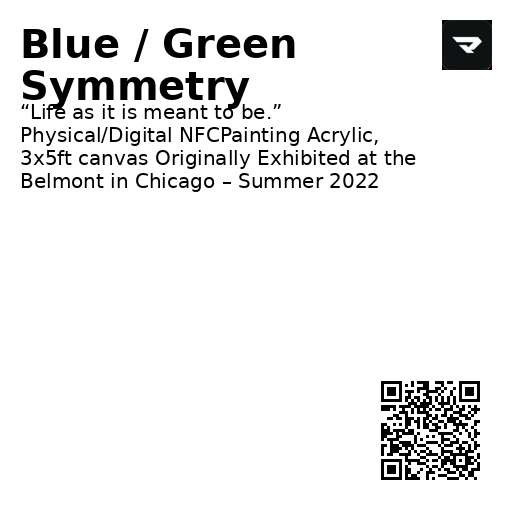 Blue / Green
Symmetry
“Life as it is meant to be.”
Physical/Digital NFCPainting Acrylic,
3x5ft canvas Originally Exhibited at the
Belmont in Chicago – Summer 2022